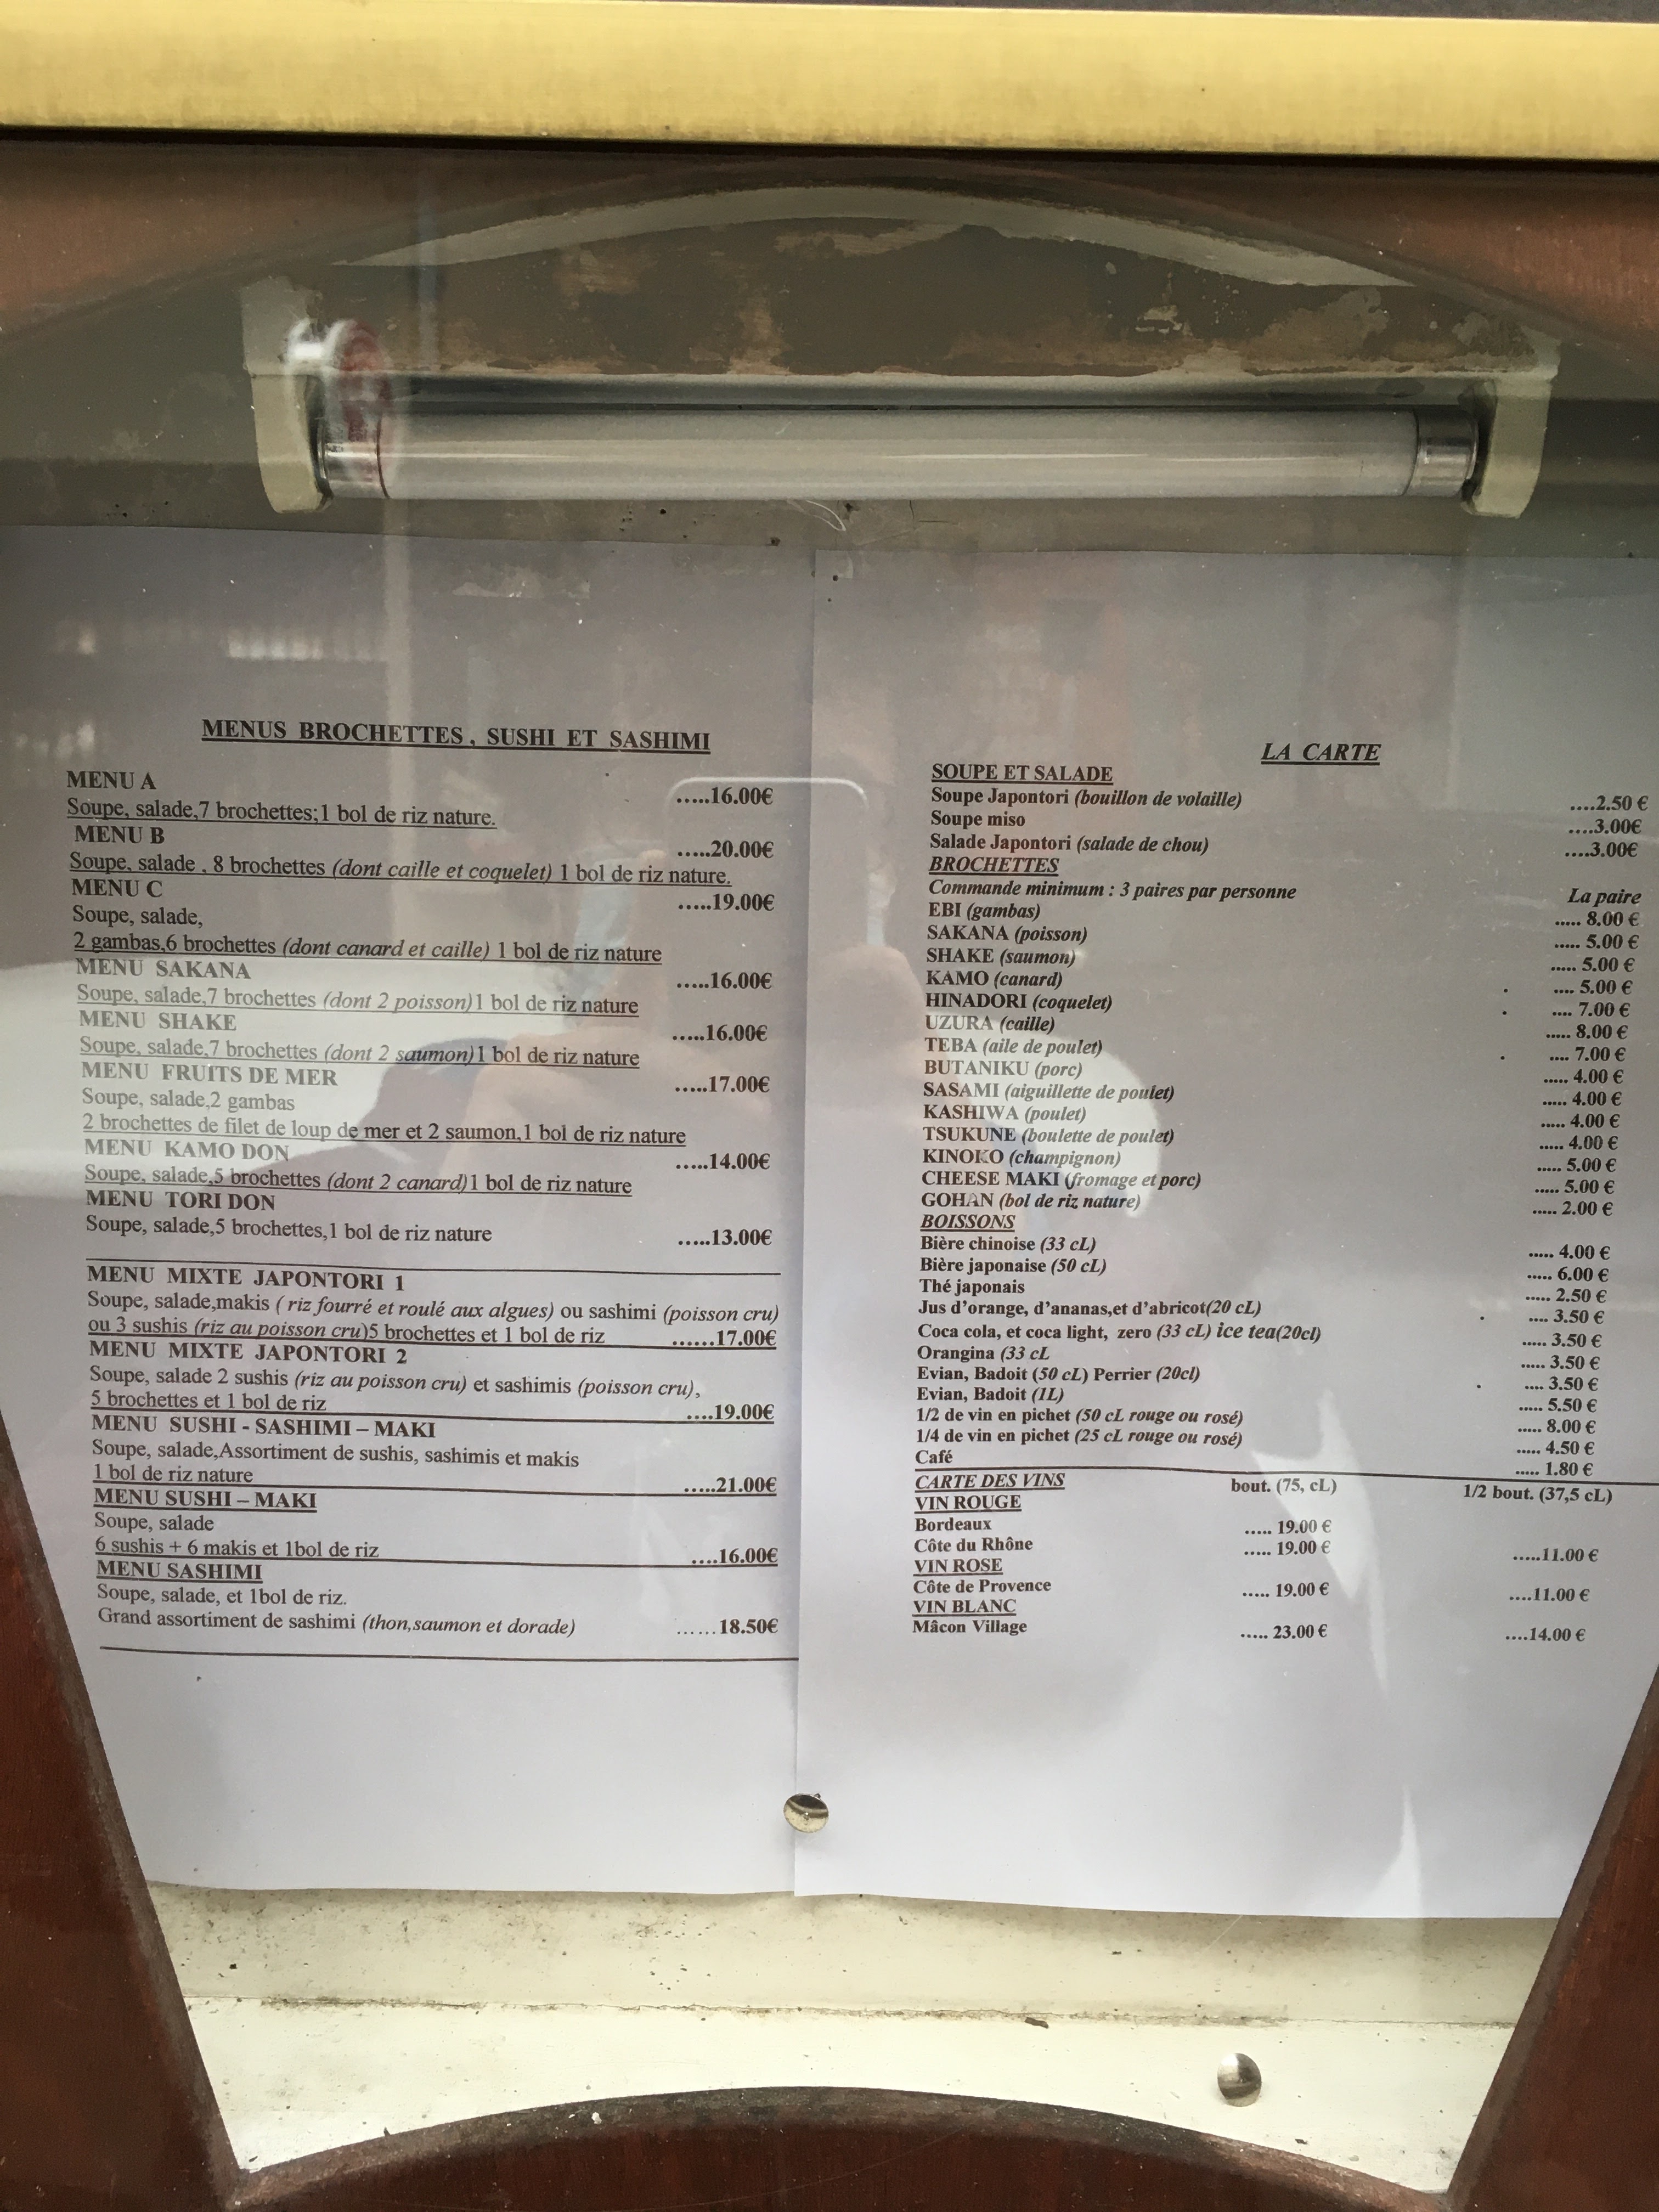 MENUS BROCHETTES, SUSHI ET SASHIMI
MENU A
.....16.00€
Soupe, salade,7 brochettes;1 bol de riz nature.
MENU B
.....20.00€
Soupe, salade , 8 brochettes (dont caille et coquelet) 1 bol de riz nature.
MENU C
.....19.00€
Soupe, salade,
2 gambas,6 brochettes (dont canard et caille) 1 bol de riz nature
MENU SAKANA
.....16.00€
Soupe, salade,7 brochettes (dont 2 poisson)1 bol de riz nature
MENU SHAKE
.....16.00€
Soupe, salade,7 brochettes (dont 2 saumon)1 bol de riz nature
MENU FRUITS DE MER
.....17.00€
Soupe, salade,2 gambas
2 brochettes de filet de loup de mer et 2 saumon,1 bol de riz nature
MENU KAMO DON
.....14.00€
Soupe, salade,5 brochettes (dont 2 canard)1 bol de riz nature
MENU TORI DON
Soupe, salade,5 brochettes,1 bol de riz nature .....13.00€
MENU MIXTE JAPONTORI 1
Soupe, salade,makis ( riz fourré et roulé aux algues) ou sashimi (poisson cru)
ou 3 sushis (riz au poisson cru)5 brochettes et 1 bol de riz ......17.00€
MENU MIXTE JAPONTORI 2
Soupe, salade 2 sushis (riz au poisson cru) et sashimis (poisson cru),
5 brochettes et 1 bol de riz ....19.00€
MENU SUSHI - SASHIMI – MAKI
Soupe, salade,Assortiment de sushis, sashimis et makis
1 bol de riz nature .....21.00€
MENU SUSHI – MAKI
Soupe, salade
6 sushis + 6 makis et 1bol de riz ....16.00€
MENU SASHIMI
Soupe, salade, et 1bol de riz.
Grand assortiment de sashimi (thon,saumon et dorade) ......18.50€
LA CARTE
SOUPE ET SALADE
Soupe Japontori (bouillon de volaille) ....2.50 €
Soupe miso ....3.00€
Salade Japontori (salade de chou) ....3.00€
BROCHETTES
Commande minimum : 3 paires par personne La paire
EBI (gambas) ..... 8.00 €
SAKANA (poisson) ..... 5.00 €
SHAKE (saumon) ..... 5.00 €
KAMO (canard) .... 5.00 €
HINADORI (coquelet) .... 7.00 €
UZURA (caille) ..... 8.00 €
TEBA (aile de poulet) .... 7.00 €
BUTANIKU (porc) ..... 4.00 €
SASAMI (aiguillette de poulet) ..... 4.00 €
KASHIWA (poulet) ..... 4.00 €
TSUKUNE (boulette de poulet) ..... 4.00 €
KINOKO (champignon) ..... 5.00 €
CHEESE MAKI (fromage et porc) ..... 5.00 €
GOHAN (bol de riz nature) ..... 2.00 €
BOISSONS
Bière chinoise (33 cL) ..... 4.00 €
Bière japonaise (50 cL) ..... 6.00 €
Thé japonais ..... 2.50 €
Jus d'orange, d'ananas,et d'abricot(20 cL) .... 3.50 €
Coca cola, et coca light, zero (33 cL) ice tea(20cl) ..... 3.50 €
Orangina (33 cL ..... 3.50 €
Evian, Badoit (50 cL) Perrier (20cl) .... 3.50 €
Evian, Badoit (1L) ..... 5.50 €
1/2 de vin en pichet (50 cL rouge ou rosé) ..... 8.00 €
1/4 de vin en pichet (25 cL rouge ou rosé) ..... 4.50 €
Café ..... 1.80 €
CARTE DES VINS bout. (75, cL) 1/2 bout. (37,5 cL)
VIN ROUGE
Bordeaux ..... 19.00 €
Côte du Rhône ..... 19.00 € .....11.00 €
VIN ROSE
Côte de Provence ..... 19.00 € ....11.00 €
VIN BLANC
Mâcon Village ..... 23.00 € ....14.00 €